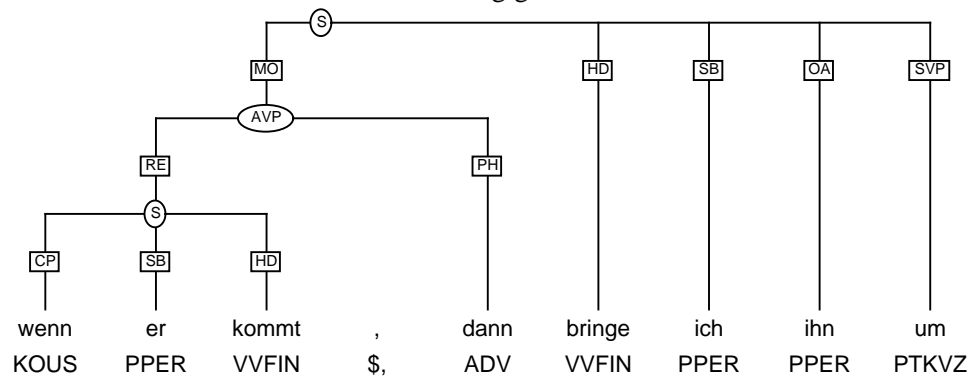 S
MO HD SB OA SVP
AVP
RE PH
S
CP SB HD
wenn er kommt , dann bringe ich ihn um
KOUS PPER VVFIN $, ADV VVFIN PPER PPER PTKVZ